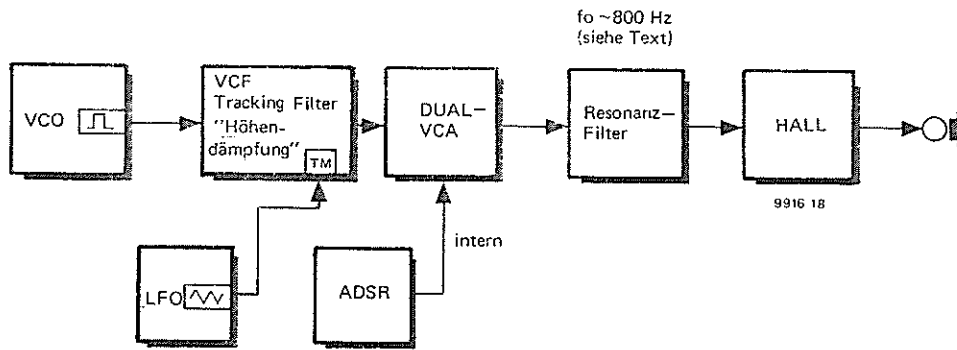 fo ~800 Hz
(siehe Text)
VCO
VCF
Tracking Filter
"Höhen-
dämpfung"
TM
DUAL-
VCA
Resonanz-
Filter
HALL
9916 18
intern
LFO
ADSR